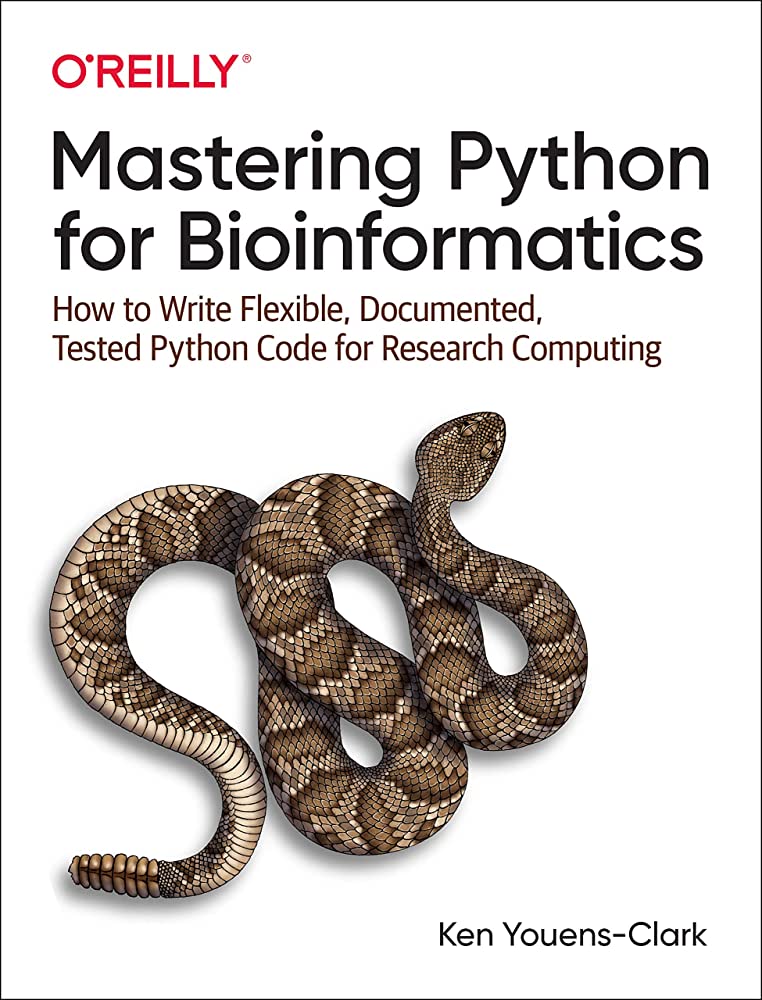 O'REILLY®
Mastering Python
for Bioinformatics
How to Write Flexible, Documented,
Tested Python Code for Research Computing
Ken Youens-Clark